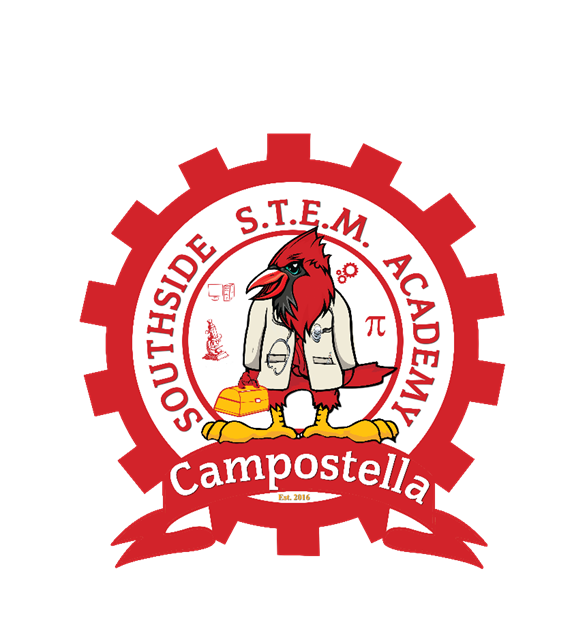 SOUTHSIDE S.T.E.M. ACADEMY
π
Campostella
Est. 2016